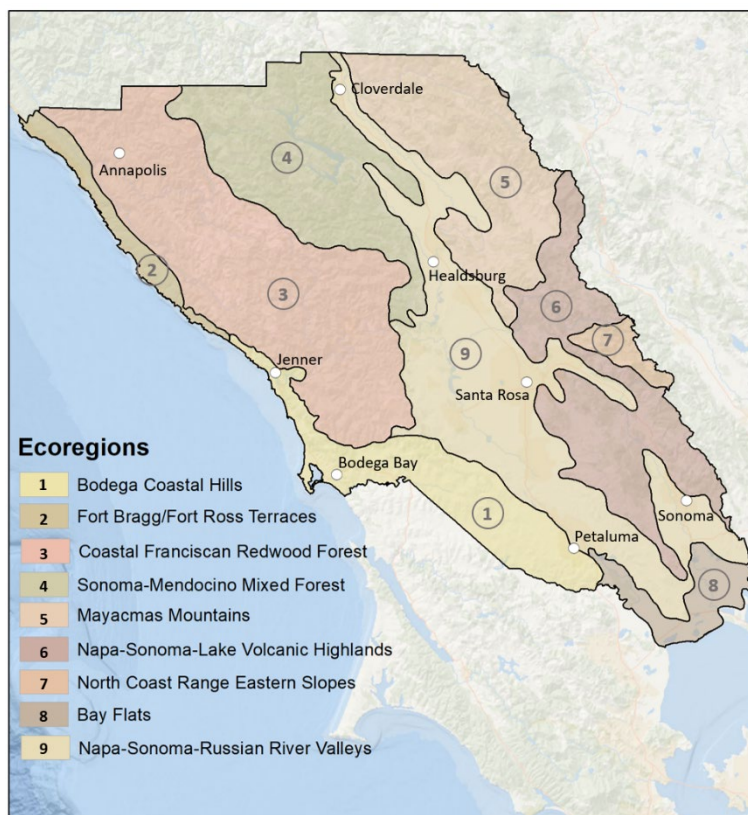 Cloverdale
4
Annapolis
5
2
Healdsburg
3
6
7
9
Jenner
Santa Rosa
Ecoregions
1 Bodega Coastal Hills
2 Fort Bragg/Fort Ross Terraces
3 Coastal Franciscan Redwood Forest
4 Sonoma-Mendocino Mixed Forest
5 Mayacmas Mountains
6 Napa-Sonoma-Lake Volcanic Highlands
7 North Coast Range Eastern Slopes
8 Bay Flats
9 Napa-Sonoma-Russian River Valleys
Bodega Bay
1
Sonoma
Petaluma
8